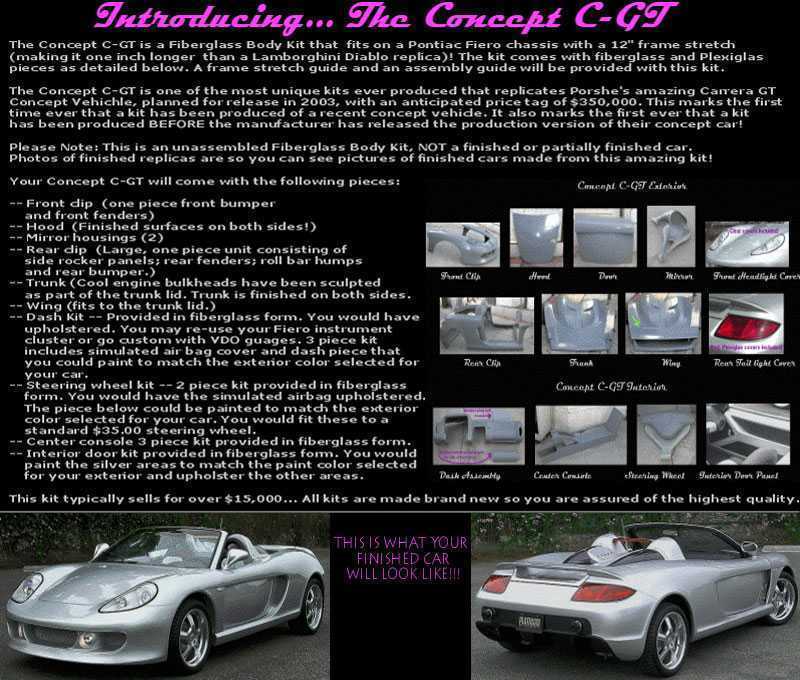 Introducing... The Concept C-GT
The Concept C-GT is a Fiberglass Body Kit that fits on a Pontiac Fiero chassis with a 12" frame stretch
(making it one inch longer than a Lamborghini Diablo replica)! The kit comes with fiberglass and Plexiglas
pieces as detailed below. A frame stretch guide and an assembly guide will be provided with this kit.
The Concept C-GT is one of the most unique kits ever produced that replicates Porshe's amazing Carrera GT
Concept Vehichle, planned for release in 2003, with an anticipated price tag of $350,000. This marks the first
time ever that a kit has been produced of a recent concept vehicle. It also marks the first ever that a kit
has been produced BEFORE the manufacturer has released the production version of their concept car!
Please Note: This is an unassembled Fiberglass Body Kit, NOT a finished or partially finished car.
Photos of finished replicas are so you can see pictures of finished cars made from this amazing kit!
Your Concept C-GT will come with the following pieces:
-- Front clip (one piece front bumper
and front fenders)
-- Hood (Finished surfaces on both sides!)
-- Mirror housings (2)
-- Rear clip (Large, one piece unit consisting of
side rocker panels; rear fenders; roll bar humps
and rear bumper.)
-- Trunk (Cool engine bulkheads have been sculpted
as part of the trunk lid. Trunk is finished on both sides.
-- Wing (fits to the trunk lid.)
-- Dash Kit -- Provided in fiberglass form. You would have
upholstered. You may re-use your Fiero instrument
cluster or go custom with VDO guages. 3 piece kit
includes simulated air bag cover and dash piece that
you could paint to match the exterior color selected for
your car.
-- Steering wheel kit -- 2 piece kit provided in fiberglass
form. You would have the simulated airbag upholstered.
The piece below could be painted to match the exterior
color selected for your car. You would fit these to a
standard $35.00 steering wheel.
-- Center console 3 piece kit provided in fiberglass form.
-- Interior door kit provided in fiberglass form. You would
paint the silver areas to match the paint color selected
for your exterior and upholster the other areas.
Concept C-GT Exterior
Front Clip Hood Door Mirror Front Headlight Cover
Rear Clip Trunk Wing Rear Tail light Cover
Concept C-GT Interior
Dash Assembly Center Console Steering Wheel Interior Door Panel
This kit typically sells for over $15,000... All kits are made brand new so you are assured of the highest quality.
THIS IS WHAT YOUR
FINISHED CAR
WILL LOOK LIKE!!!